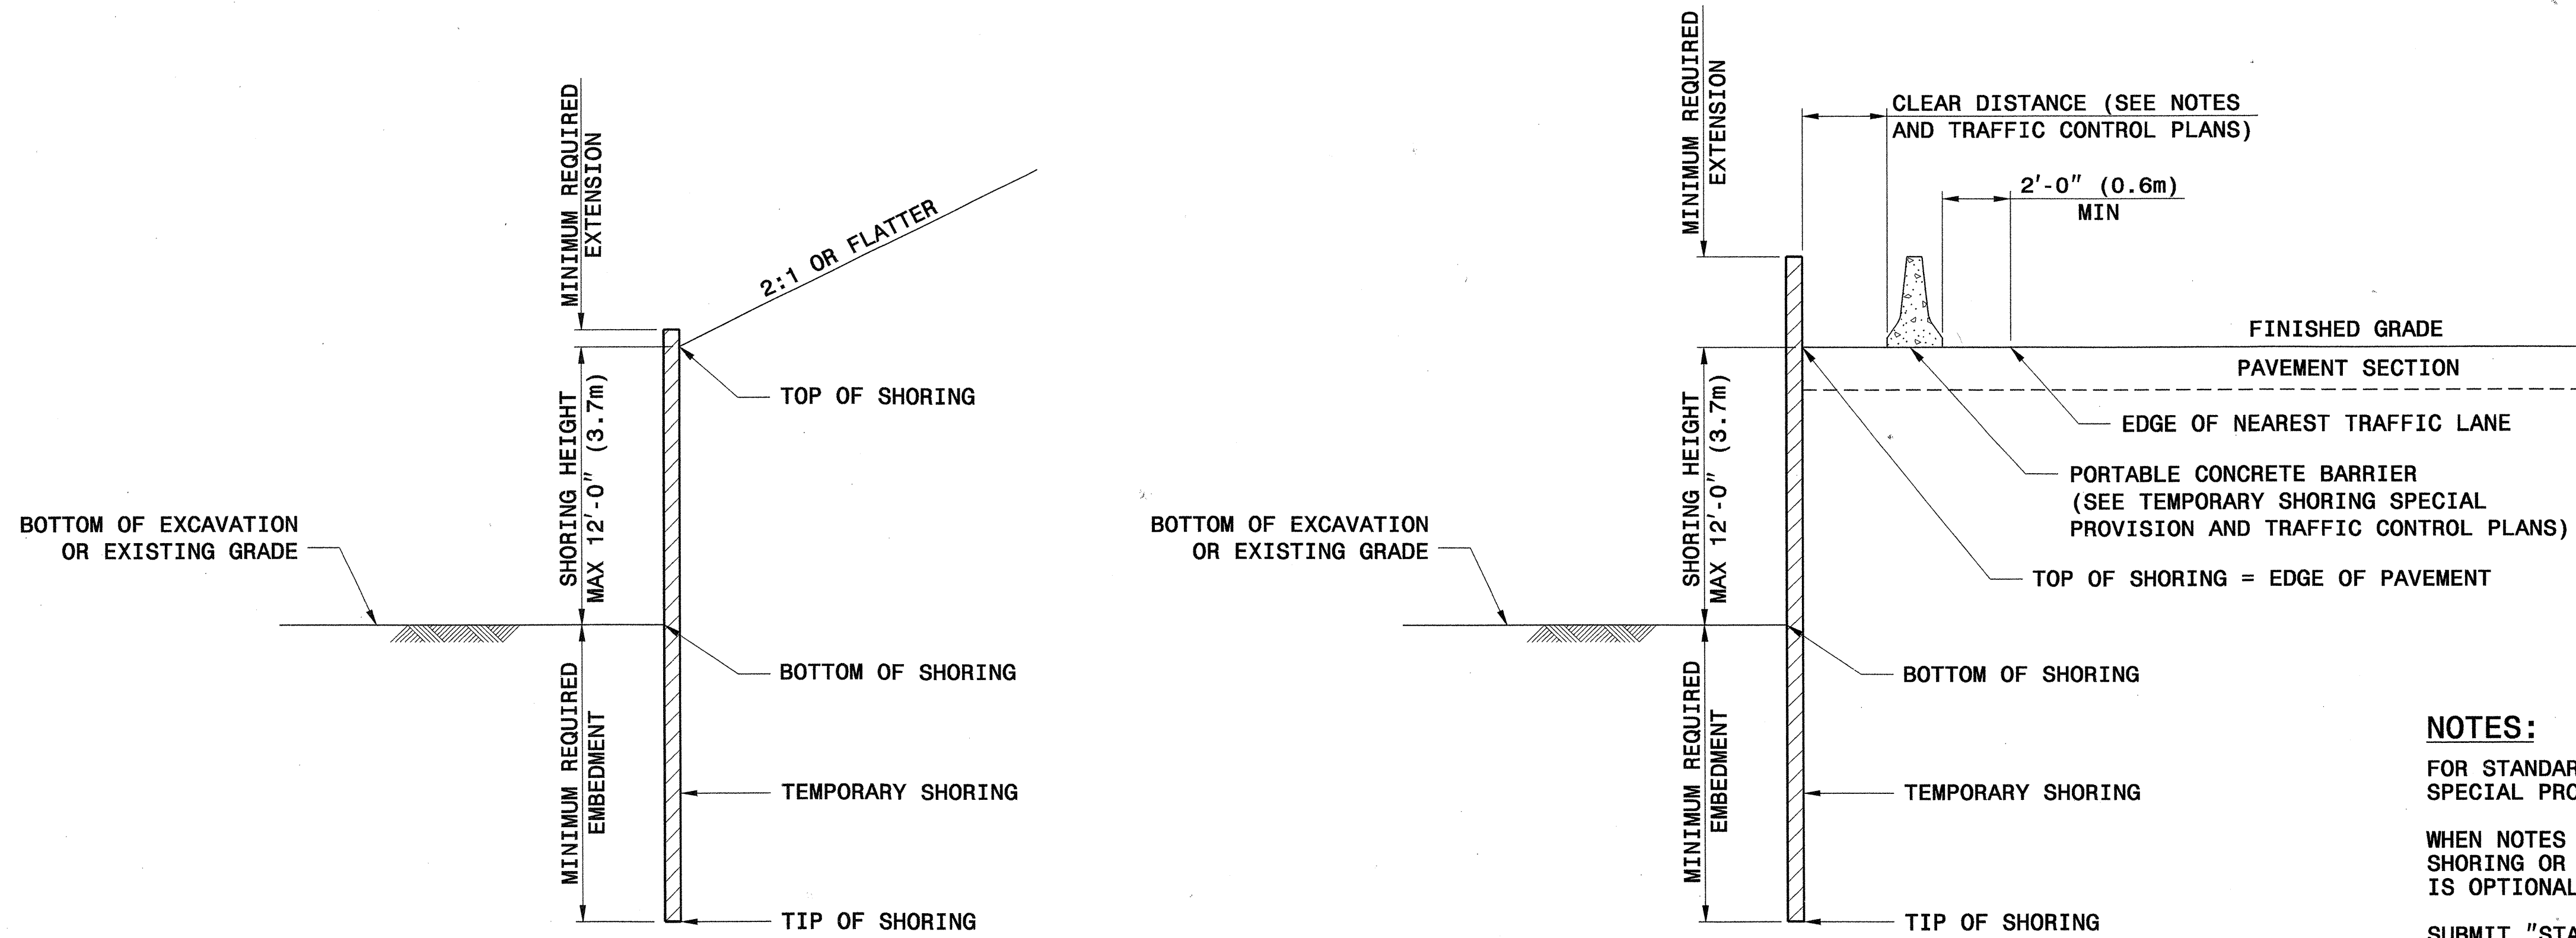 MINIMUM REQUIRED
EXTENSION
2:1 OR FLATTER
SHORING HEIGHT
MAX 12'-0" (3.7m)
TOP OF SHORING
BOTTOM OF EXCAVATION
OR EXISTING GRADE
MINIMUM REQUIRED
EMBEDMENT
BOTTOM OF SHORING
TEMPORARY SHORING
TIP OF SHORING
MINIMUM REQUIRED
EXTENSION
CLEAR DISTANCE (SEE NOTES
AND TRAFFIC CONTROL PLANS)
2'-0" (0.6m)
MIN
FINISHED GRADE
PAVEMENT SECTION
SHORING HEIGHT
MAX 12'-0" (3.7m)
EDGE OF NEAREST TRAFFIC LANE
PORTABLE CONCRETE BARRIER
(SEE TEMPORARY SHORING SPECIAL
PROVISION AND TRAFFIC CONTROL PLANS)
TOP OF SHORING = EDGE OF PAVEMENT
BOTTOM OF EXCAVATION
OR EXISTING GRADE
MINIMUM REQUIRED
EMBEDMENT
BOTTOM OF SHORING
TEMPORARY SHORING
TIP OF SHORING
NOTES:
FOR STANDAR
SPECIAL PRO
WHEN NOTES
SHORING OR
IS OPTIONAL
SUBMIT "STA